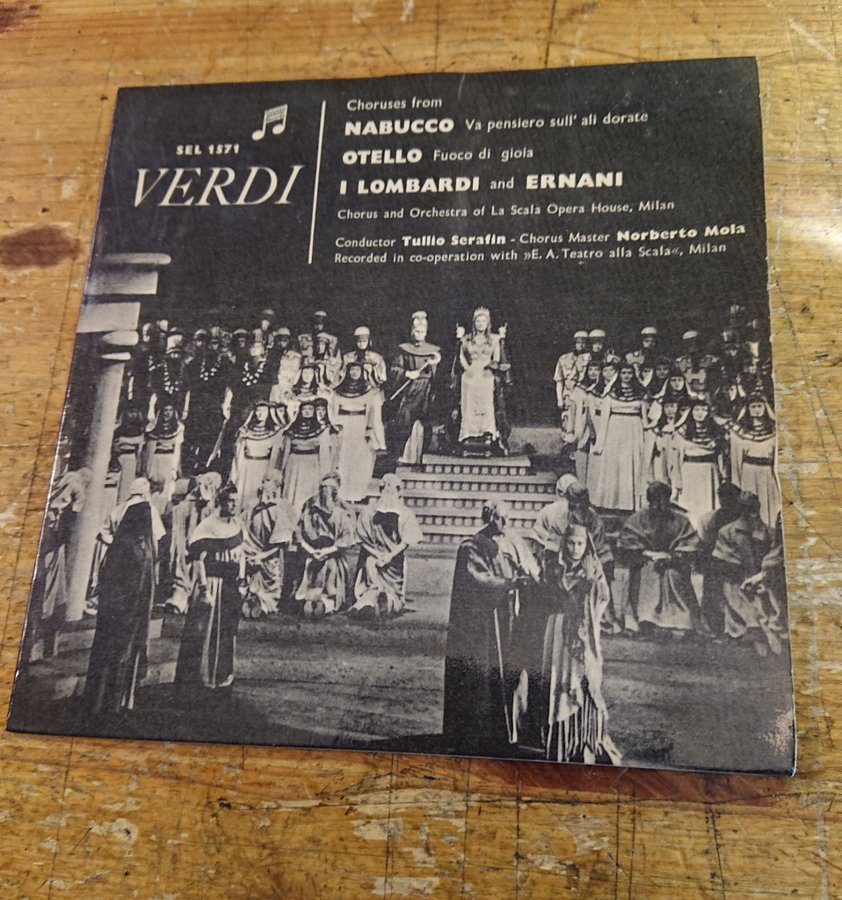 SEL 1571
VERDI
Choruses from
NABUCCO Va pensiero sull' ali dorate
OTELLO Fuoco di gioia
I LOMBARDI and ERNANI
Chorus and Orchestra of La Scala Opera House, Milan
Conductor Tullio Serafin - Chorus Master Norberto Mola
Recorded in co-operation with »E. A. Teatro alla Scala«, Milan